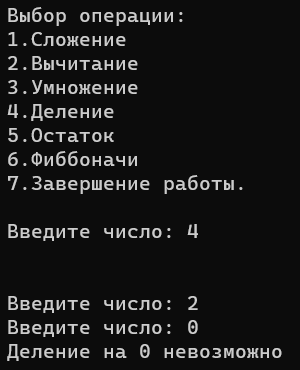 Выбор операции:
1.Сложение
2.Вычитание
3.Умножение
4.Деление
5.Остаток
6.Фиббоначи
7.Завершение работы.
Введите число: 4
Введите число: 2
Введите число: 0
Деление на 0 невозможно